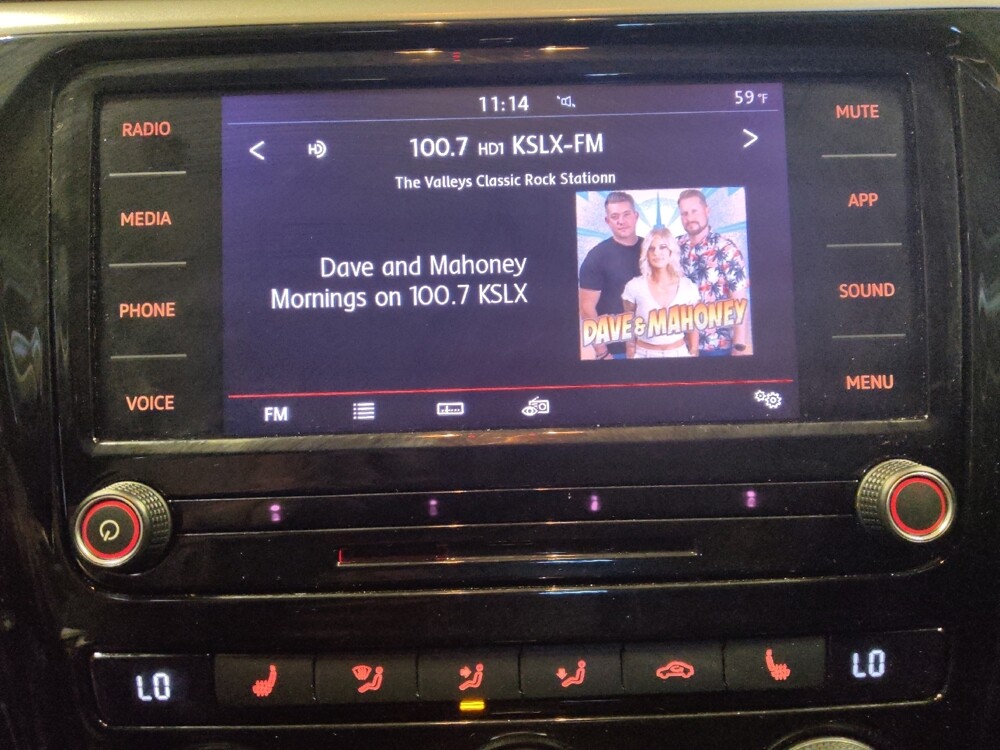 11:14
59 °F
RADIO
MUTE
HD
100.7 HD1 KSLX-FM
The Valleys Classic Rock Stationn
MEDIA
APP
Dave and Mahoney
Mornings on 100.7 KSLX
DAVE & MAHONEY
PHONE
SOUND
VOICE
MENU
FM
LO
LO